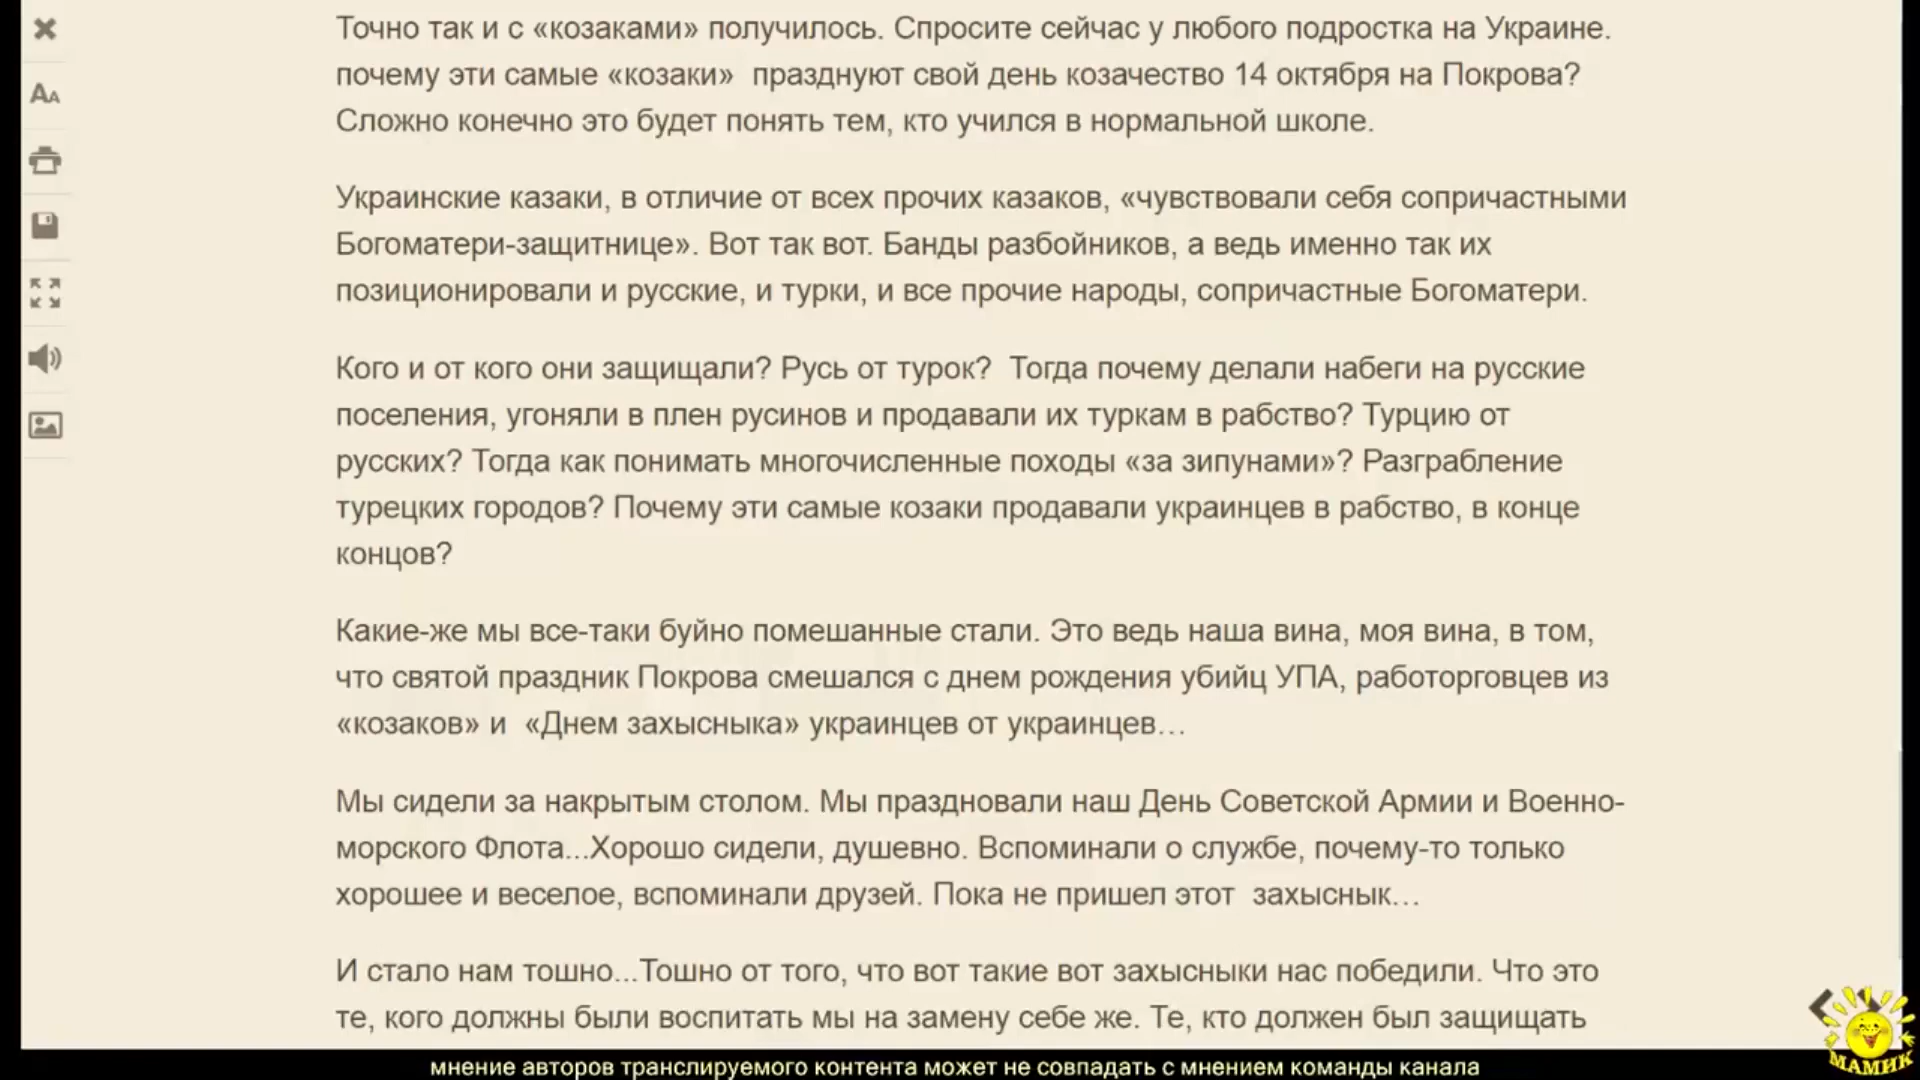 Точно так и с «козаками» получилось. Спросите сейчас у любого подростка на Украине.
почему эти самые «козаки» празднуют свой день козачество 14 октября на Покрова?
Сложно конечно это будет понять тем, кто учился в нормальной школе.
Украинские казаки, в отличие от всех прочих казаков, «чувствовали себя сопричастными
Богоматери-защитнице». Вот так вот. Банды разбойников, а ведь именно так их
позиционировали и русские, и турки, и все прочие народы, сопричастные Богоматери.
Кого и от кого они защищали? Русь от турок? Тогда почему делали набеги на русские
поселения, угоняли в плен русинов и продавали их туркам в рабство? Турцию от
русских? Тогда как понимать многочисленные походы «за зипунами»? Разграбление
турецких городов? Почему эти самые козаки продавали украинцев в рабство, в конце
концов?
Какие-же мы все-таки буйно помешанные стали. Это ведь наша вина, моя вина, в том,
что святой праздник Покрова смешался с днем рождения убийц УПА, работорговцев из
«козаков» и «Днем захысныка» украинцев от украинцев…
Мы сидели за накрытым столом. Мы праздновали наш День Советской Армии и Военно-
морского Флота...Хорошо сидели, душевно. Вспоминали о службе, почему-то только
хорошее и веселое, вспоминали друзей. Пока не пришел этот захыснык…
И стало нам тошно...Тошно от того, что вот такие вот захысныки нас победили. Что это
те, кого должны были воспитать мы на замену себе же. Те, кто должен был защищать
мнение авторов транслируемого контента может не совпадать с мнением команды канала
МАМИК